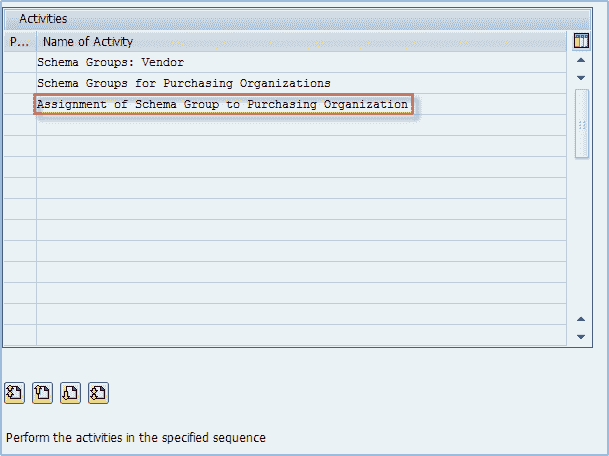 Activities
P... Name of Activity
Schema Groups: Vendor
Schema Groups for Purchasing Organizations
Assignment of Schema Group to Purchasing Organization
Perform the activities in the specified sequence